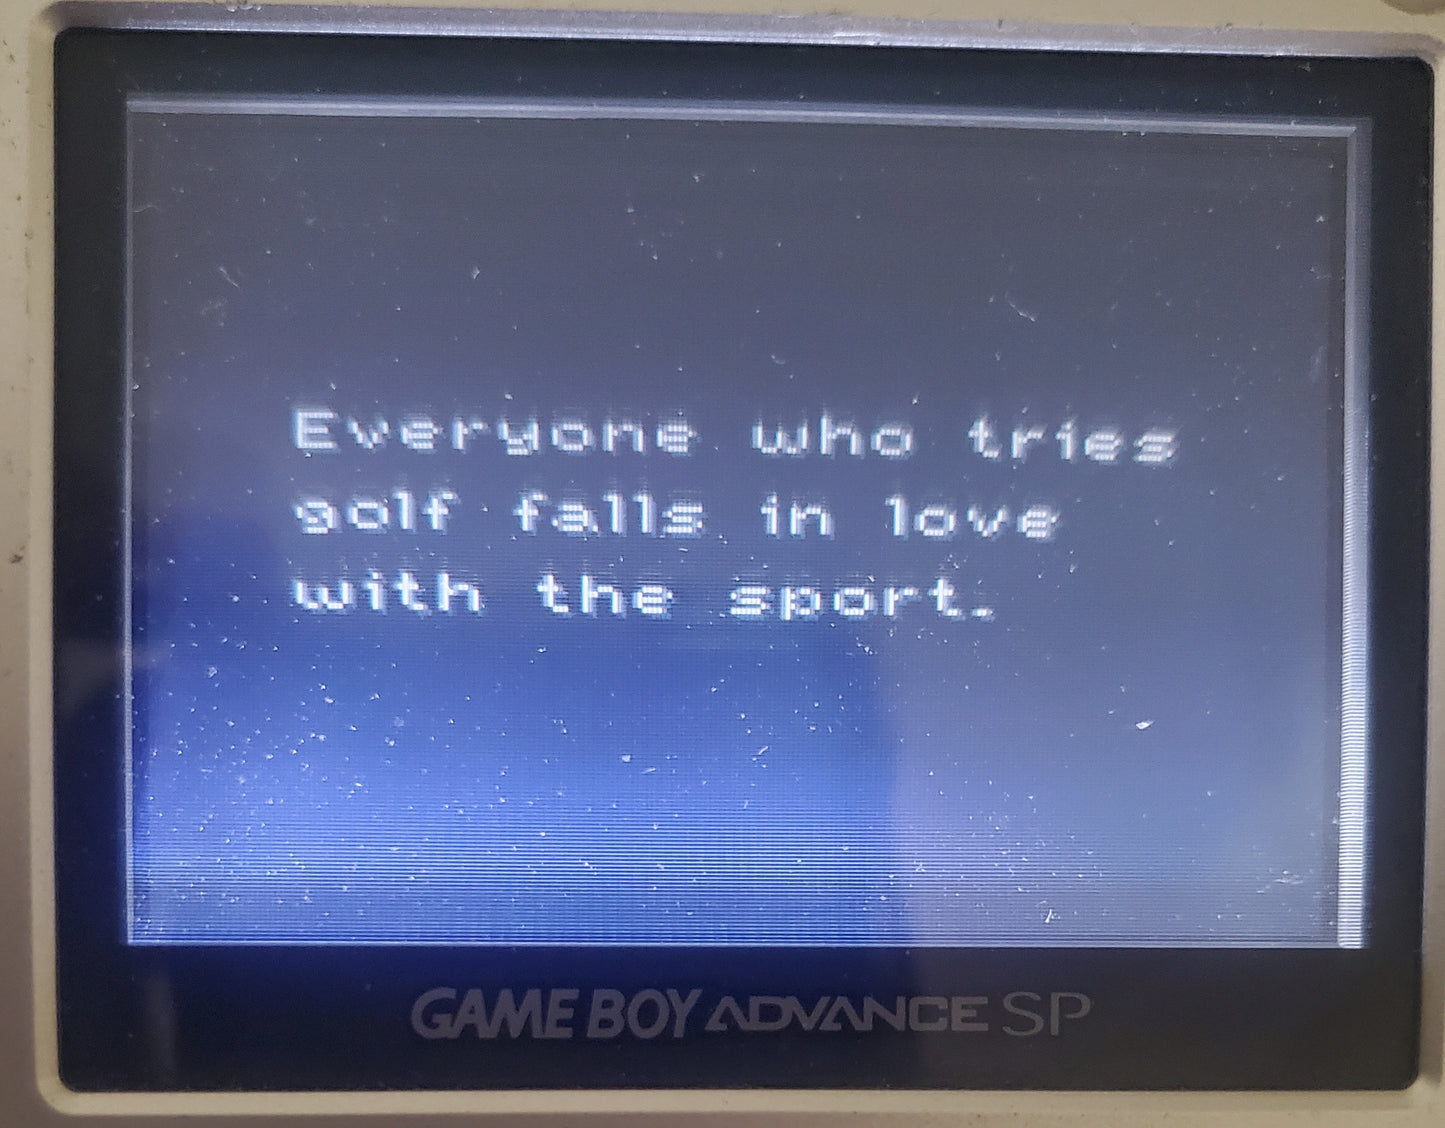 Everyone who tries
golf falls in love
with the sport.
GAME BOY ADVANCE SP